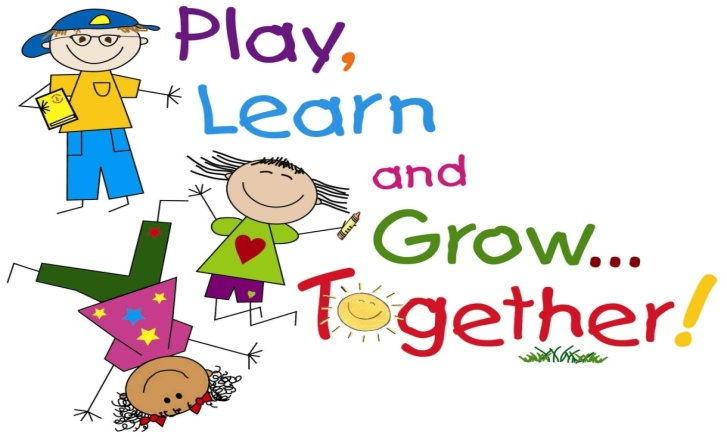 Play,
Learn
and
Grow...
Together!